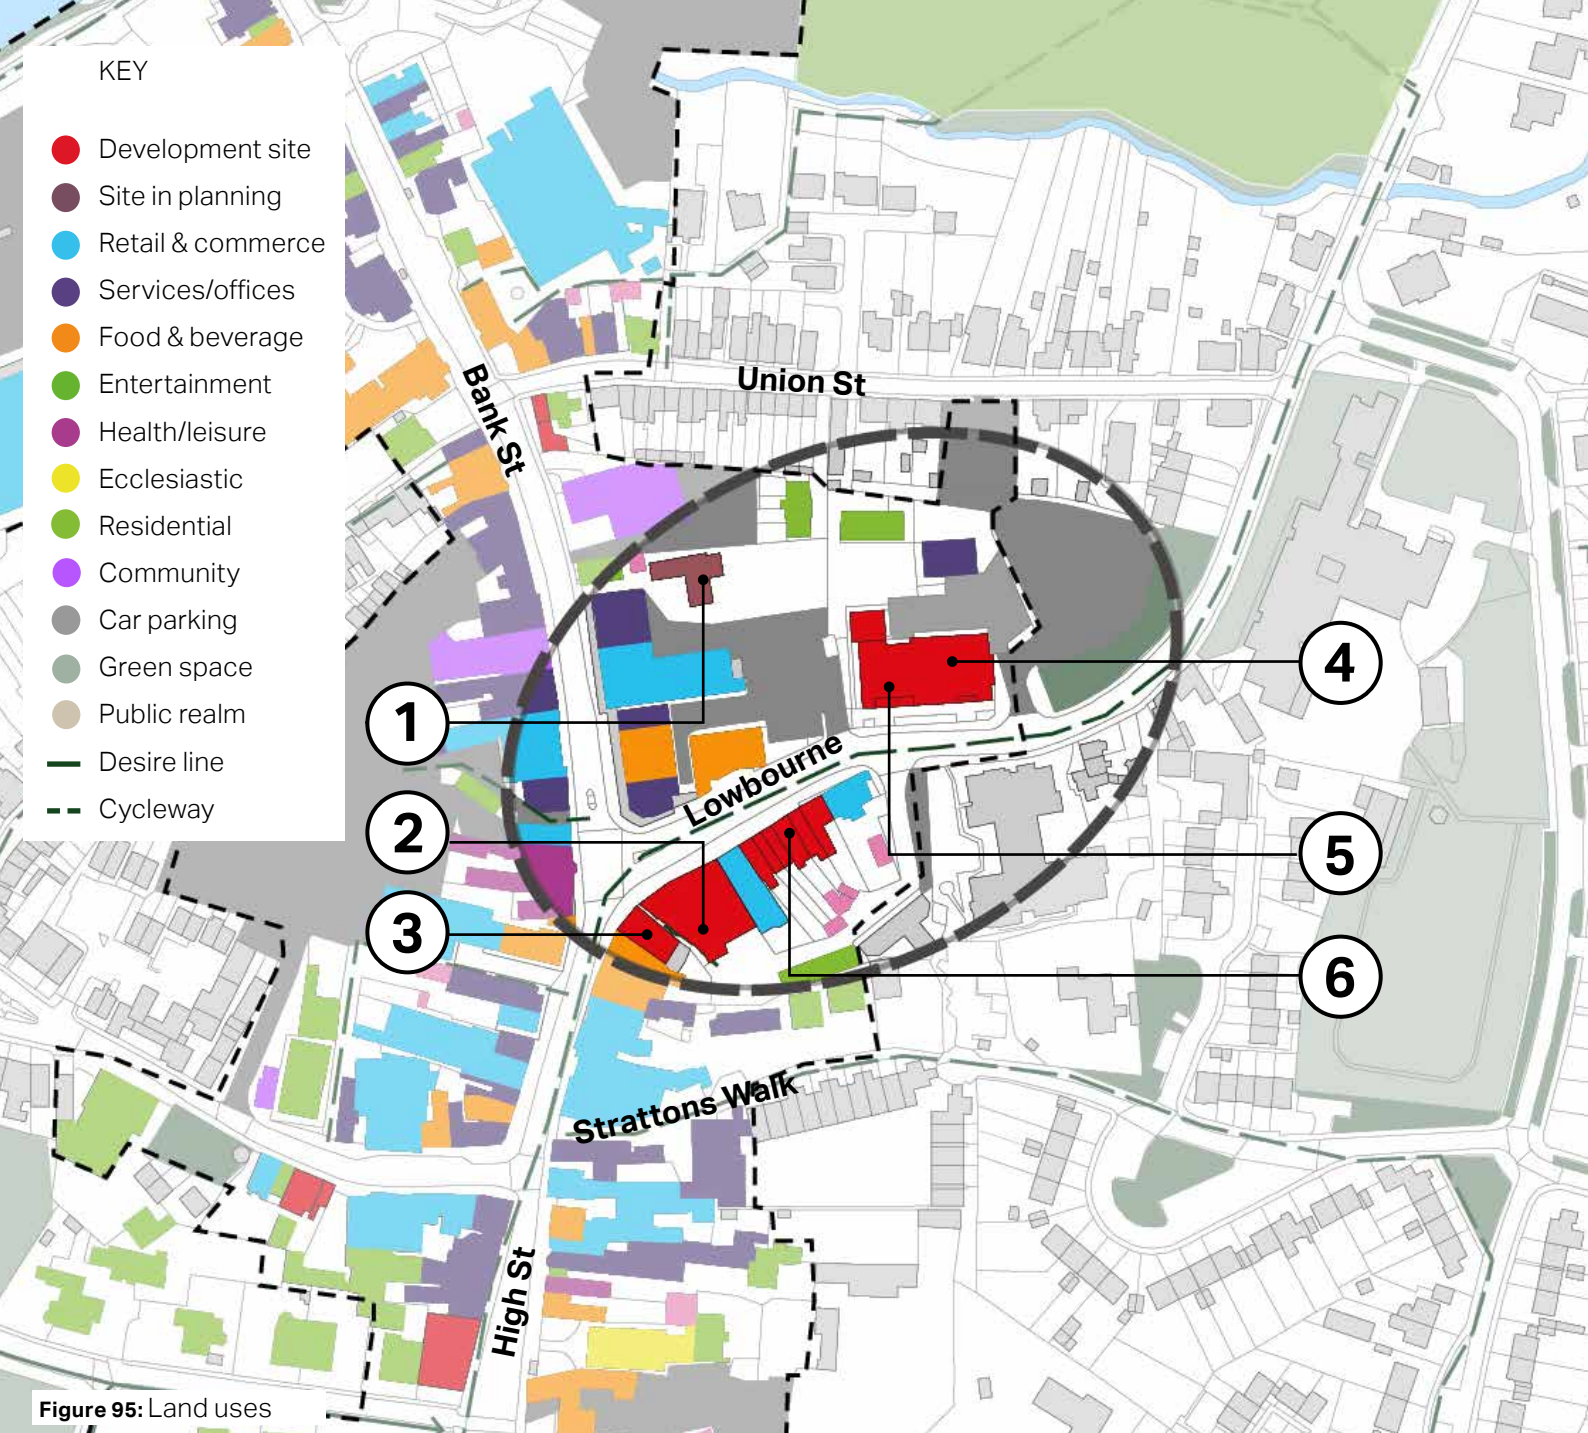 KEY
Development site
Site in planning
Retail & commerce
Services/offices
Food & beverage
Entertainment
Health/leisure
Ecclesiastic
Residential
Community
Car parking
Green space
Public realm
Desire line
Cycleway
Union St
Bank St
Lowbourne
Strattons Walk
High St
1
2
3
4
5
6
Figure 95: Land uses